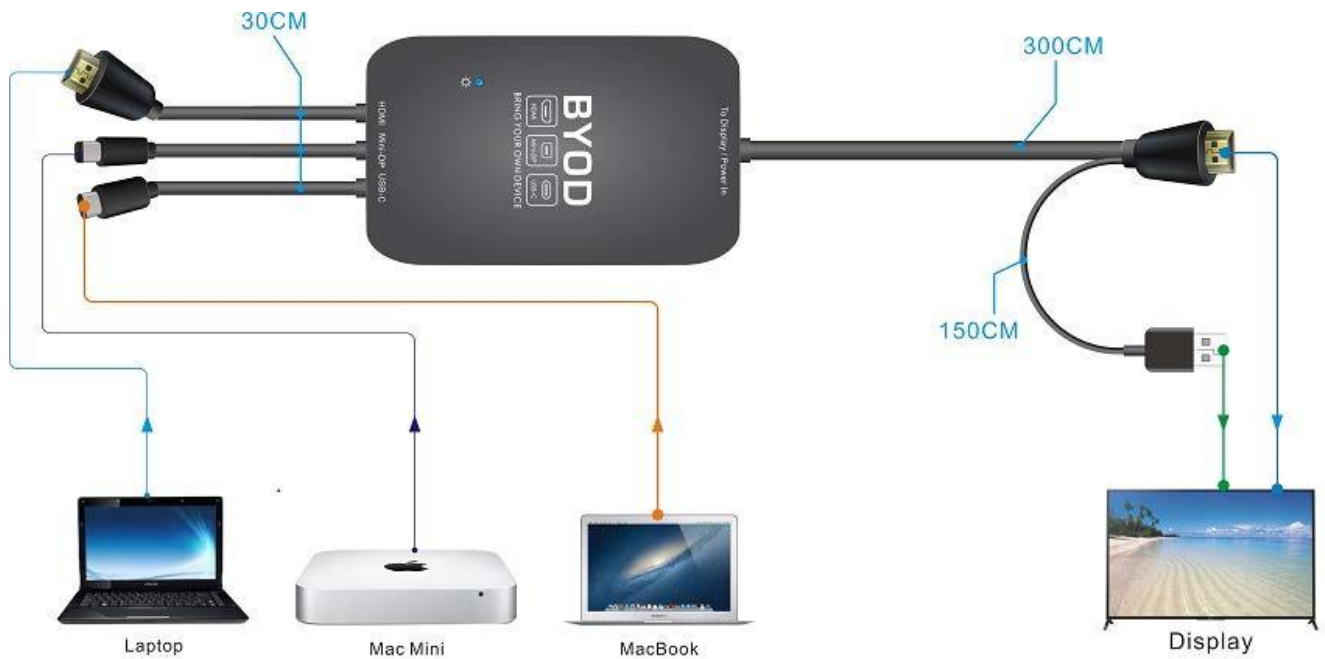 30CM
300CM
HDMI
Mini-DP
USB-C
BYOD
BRING YOUR OWN DEVICE
HDMI
Mini-DP
USB-C
To Display / Power In
150CM
Laptop
Mac Mini
MacBook
Display